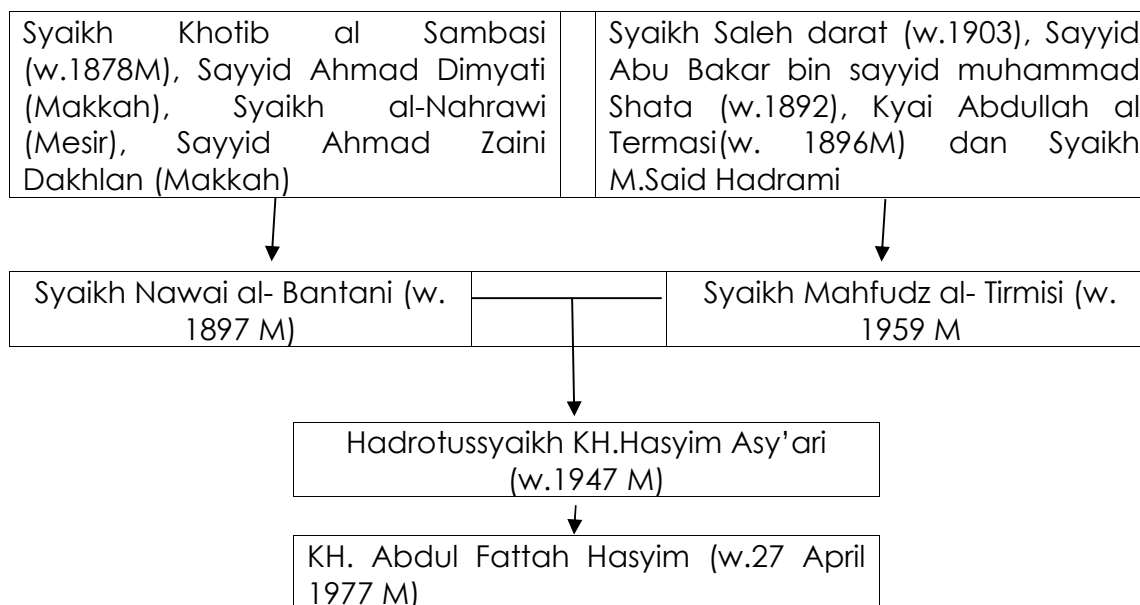 Syaikh Khotib al Sambasi
(w.1878M), Sayyid Ahmad Dimyati
(Makkah), Syaikh al-Nahrawi
(Mesir), Sayyid Ahmad Zaini
Dakhlan (Makkah)
Syaikh Saleh darat (w.1903), Sayyid
Abu Bakar bin sayyid muhammad
Shata (w.1892), Kyai Abdullah al
Termasi(w. 1896M) dan Syaikh
M.Said Hadrami
Syaikh Nawai al- Bantani (w.
1897 M)
Syaikh Mahfudz al- Tirmisi (w.
1959 M
Hadrotussyaikh KH.Hasyim Asy’ari
(w.1947 M)
KH. Abdul Fattah Hasyim (w.27 April
1977 M)